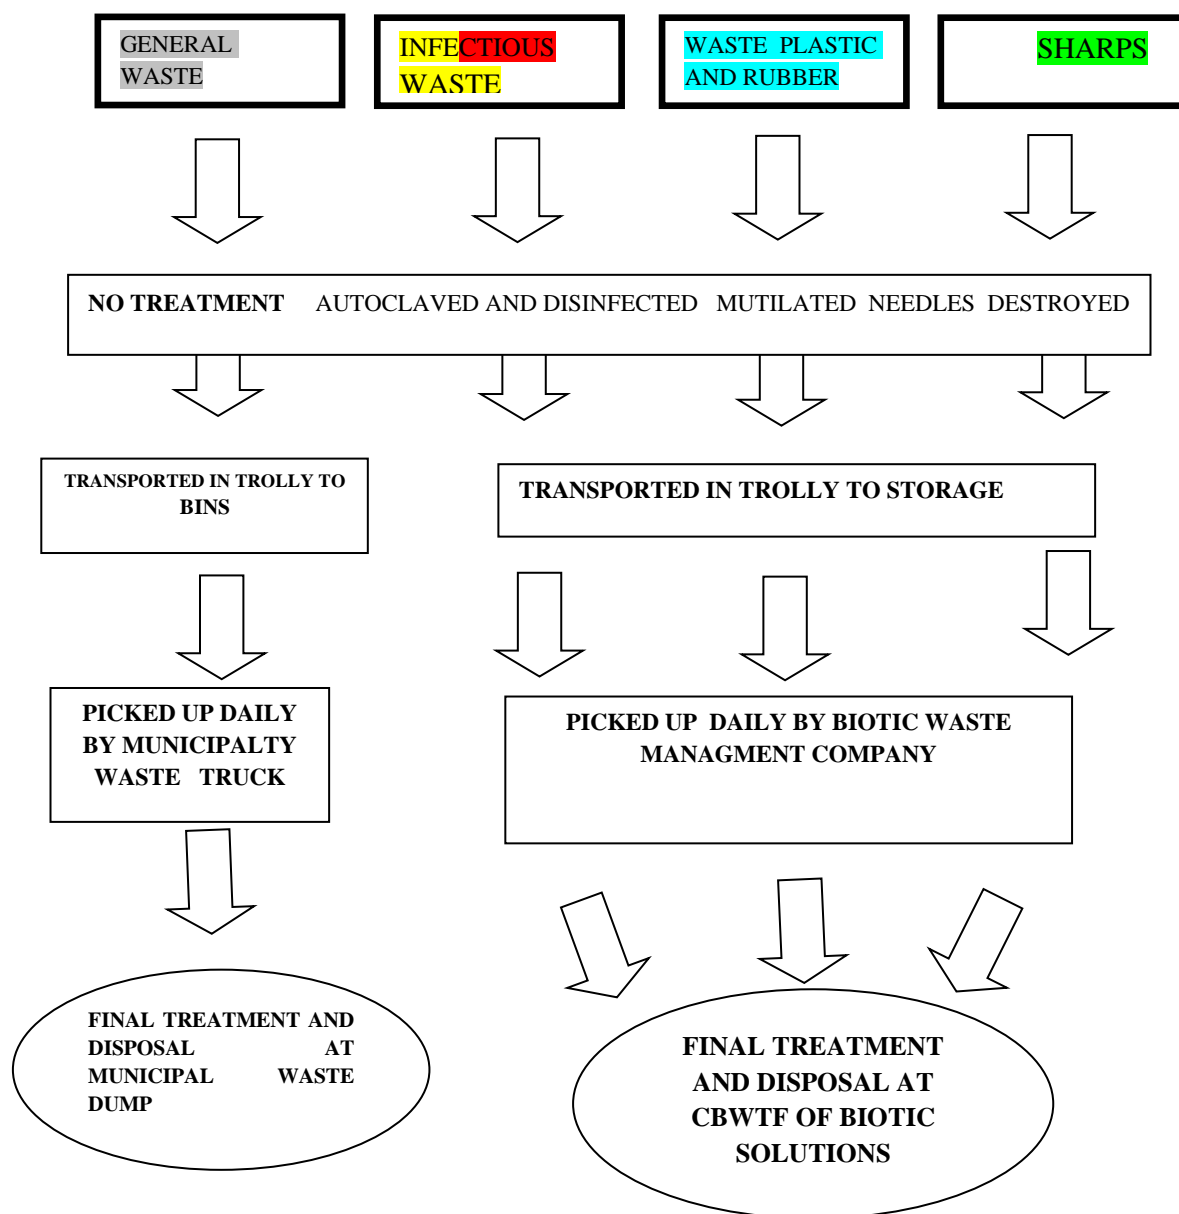 GENERAL
WASTE
INFECTIOUS
WASTE
WASTE PLASTIC
AND RUBBER
SHARPS
NO TREATMENT AUTOCLAVED AND DISINFECTED MUTILATED NEEDLES DESTROYED
TRANSPORTED IN TROLLY TO
BINS
TRANSPORTED IN TROLLY TO STORAGE
PICKED UP DAILY
BY MUNICIPALTY
WASTE TRUCK
PICKED UP DAILY BY BIOTIC WASTE
MANAGMENT COMPANY
FINAL TREATMENT AND
DISPOSAL AT
MUNICIPAL WASTE
DUMP
FINAL TREATMENT
AND DISPOSAL AT
CBWTF OF BIOTIC
SOLUTIONS